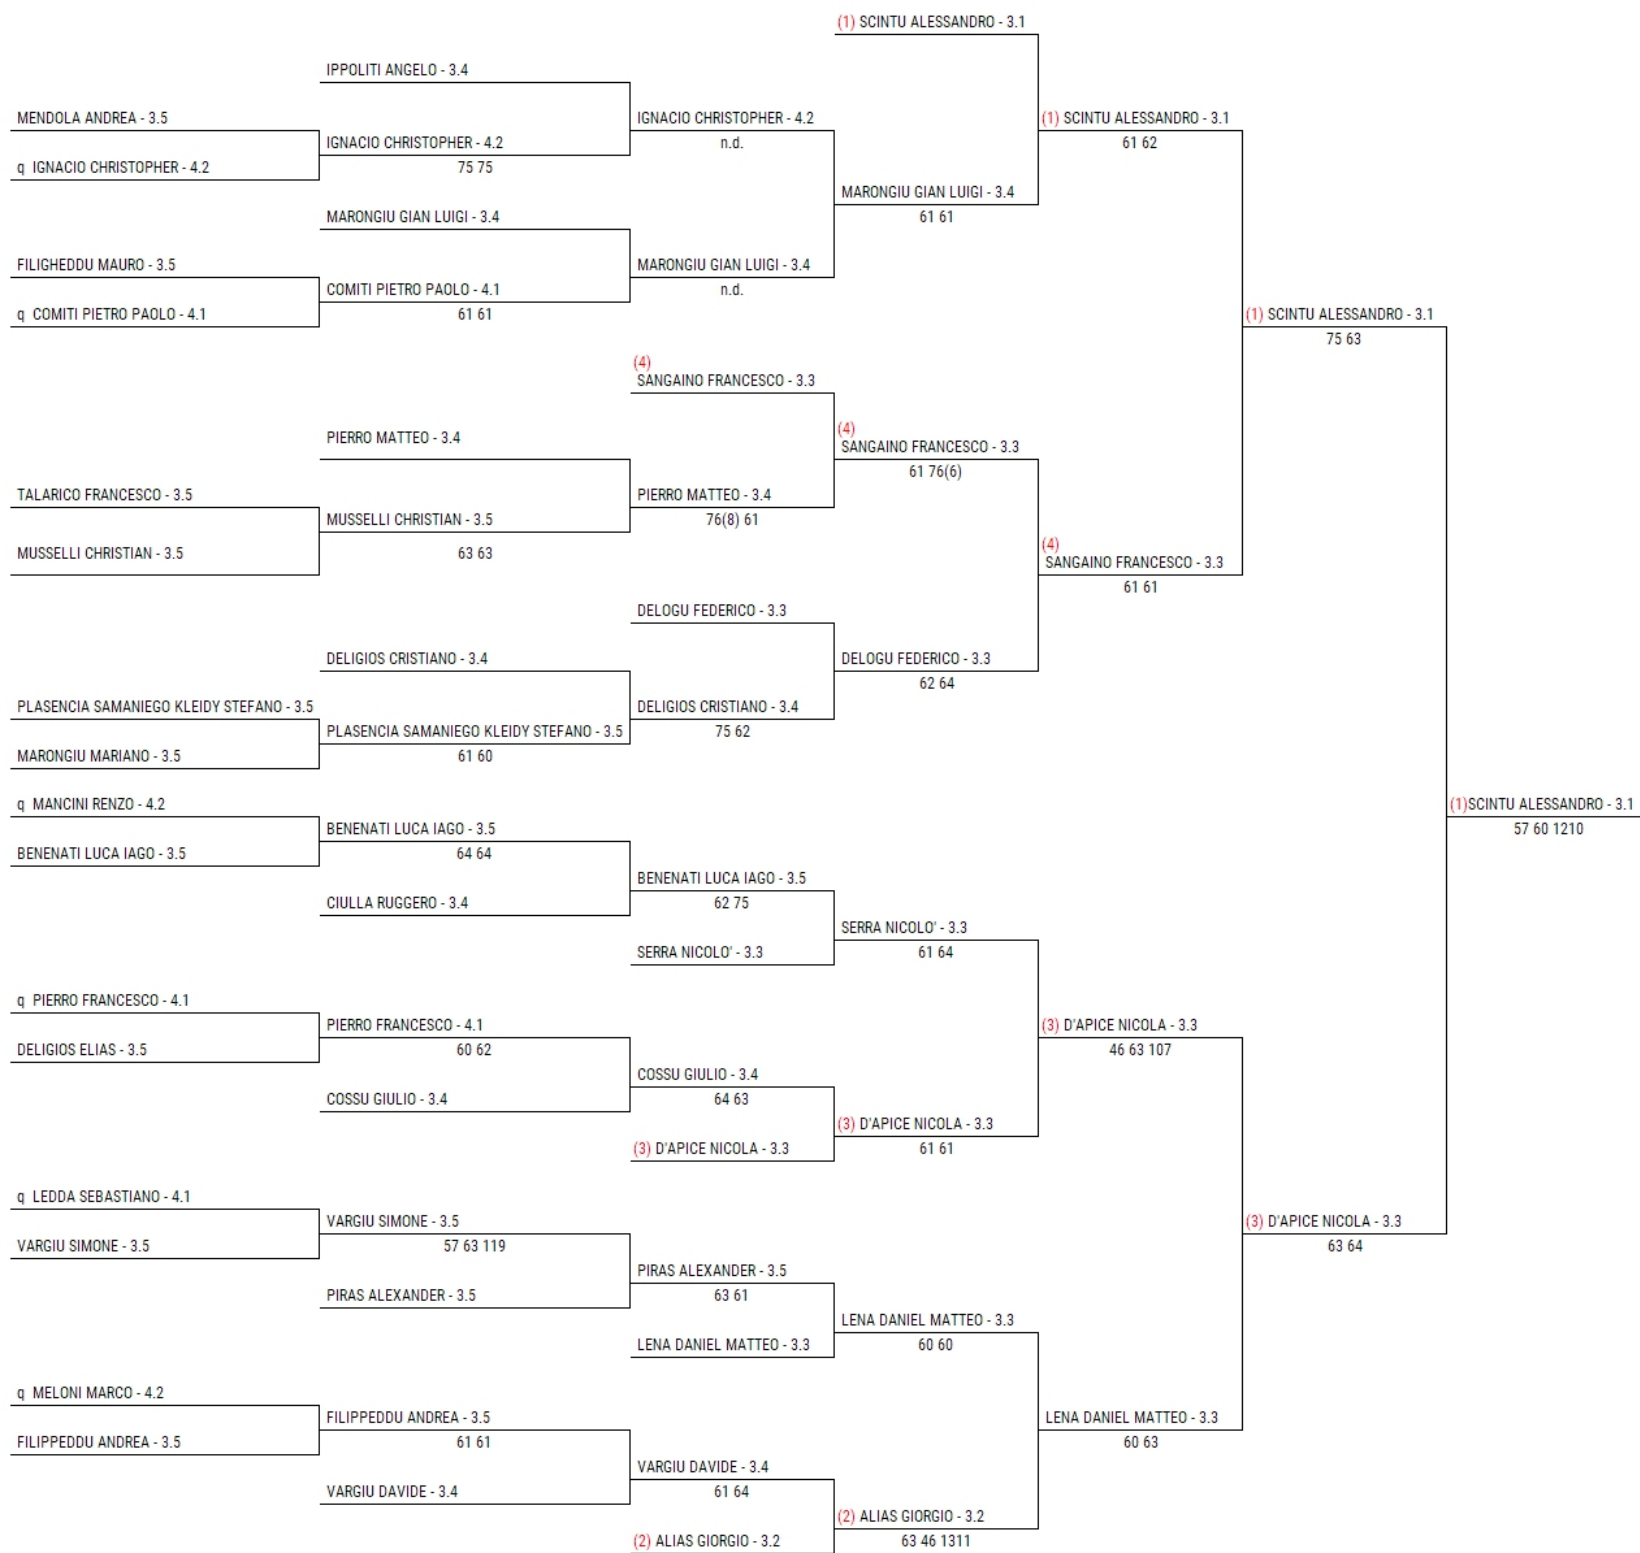 (1) SCINTU ALESSANDRO - 3.1
IPPOLITI ANGELO - 3.4
MENDOLA ANDREA - 3.5
IGNACIO CHRISTOPHER - 4.2
(1) SCINTU ALESSANDRO - 3.1
IGNACIO CHRISTOPHER - 4.2
n.d.
61 62
q IGNACIO CHRISTOPHER - 4.2
75 75
MARONGIU GIAN LUIGI - 3.4
MARONGIU GIAN LUIGI - 3.4
61 61
FILIGHEDDU MAURO - 3.5
MARONGIU GIAN LUIGI - 3.4
COMITI PIETRO PAOLO - 4.1
n.d.
q COMITI PIETRO PAOLO - 4.1
61 61
(1) SCINTU ALESSANDRO - 3.1
75 63
(4)
SANGAINO FRANCESCO - 3.3
PIERRO MATTEO - 3.4
(4)
SANGAINO FRANCESCO - 3.3
61 76(6)
TALARICO FRANCESCO - 3.5
PIERRO MATTEO - 3.4
MUSSELLI CHRISTIAN - 3.5
76(8) 61
MUSSELLI CHRISTIAN - 3.5
63 63
(4)
SANGAINO FRANCESCO - 3.3
61 61
DELOGU FEDERICO - 3.3
DELIGIOS CRISTIANO - 3.4
DELOGU FEDERICO - 3.3
62 64
PLASENCIA SAMANIEGO KLEIDY STEFANO - 3.5
DELIGIOS CRISTIANO - 3.4
PLASENCIA SAMANIEGO KLEIDY STEFANO - 3.5
75 62
MARONGIU MARIANO - 3.5
61 60
q MANCINI RENZO - 4.2
(1)SCINTU ALESSANDRO - 3.1
BENENATI LUCA IAGO - 3.5
57 60 1210
BENENATI LUCA IAGO - 3.5
64 64
BENENATI LUCA IAGO - 3.5
CIULLA RUGGERO - 3.4
62 75
SERRA NICOLO' - 3.3
SERRA NICOLO' - 3.3
61 64
q PIERRO FRANCESCO - 4.1
PIERRO FRANCESCO - 4.1
(3) D'APICE NICOLA - 3.3
DELIGIOS ELIAS - 3.5
60 62
46 63 107
COSSU GIULIO - 3.4
COSSU GIULIO - 3.4
64 63
(3) D'APICE NICOLA - 3.3
(3) D'APICE NICOLA - 3.3
61 61
q LEDDA SEBASTIANO - 4.1
VARGIU SIMONE - 3.5
(3) D'APICE NICOLA - 3.3
VARGIU SIMONE - 3.5
57 63 119
63 64
PIRAS ALEXANDER - 3.5
PIRAS ALEXANDER - 3.5
63 61
LENA DANIEL MATTEO - 3.3
LENA DANIEL MATTEO - 3.3
60 60
q MELONI MARCO - 4.2
FILIPPEDDU ANDREA - 3.5
LENA DANIEL MATTEO - 3.3
FILIPPEDDU ANDREA - 3.5
61 61
60 63
VARGIU DAVIDE - 3.4
VARGIU DAVIDE - 3.4
61 64
(2) ALIAS GIORGIO - 3.2
(2) ALIAS GIORGIO - 3.2
63 46 1311